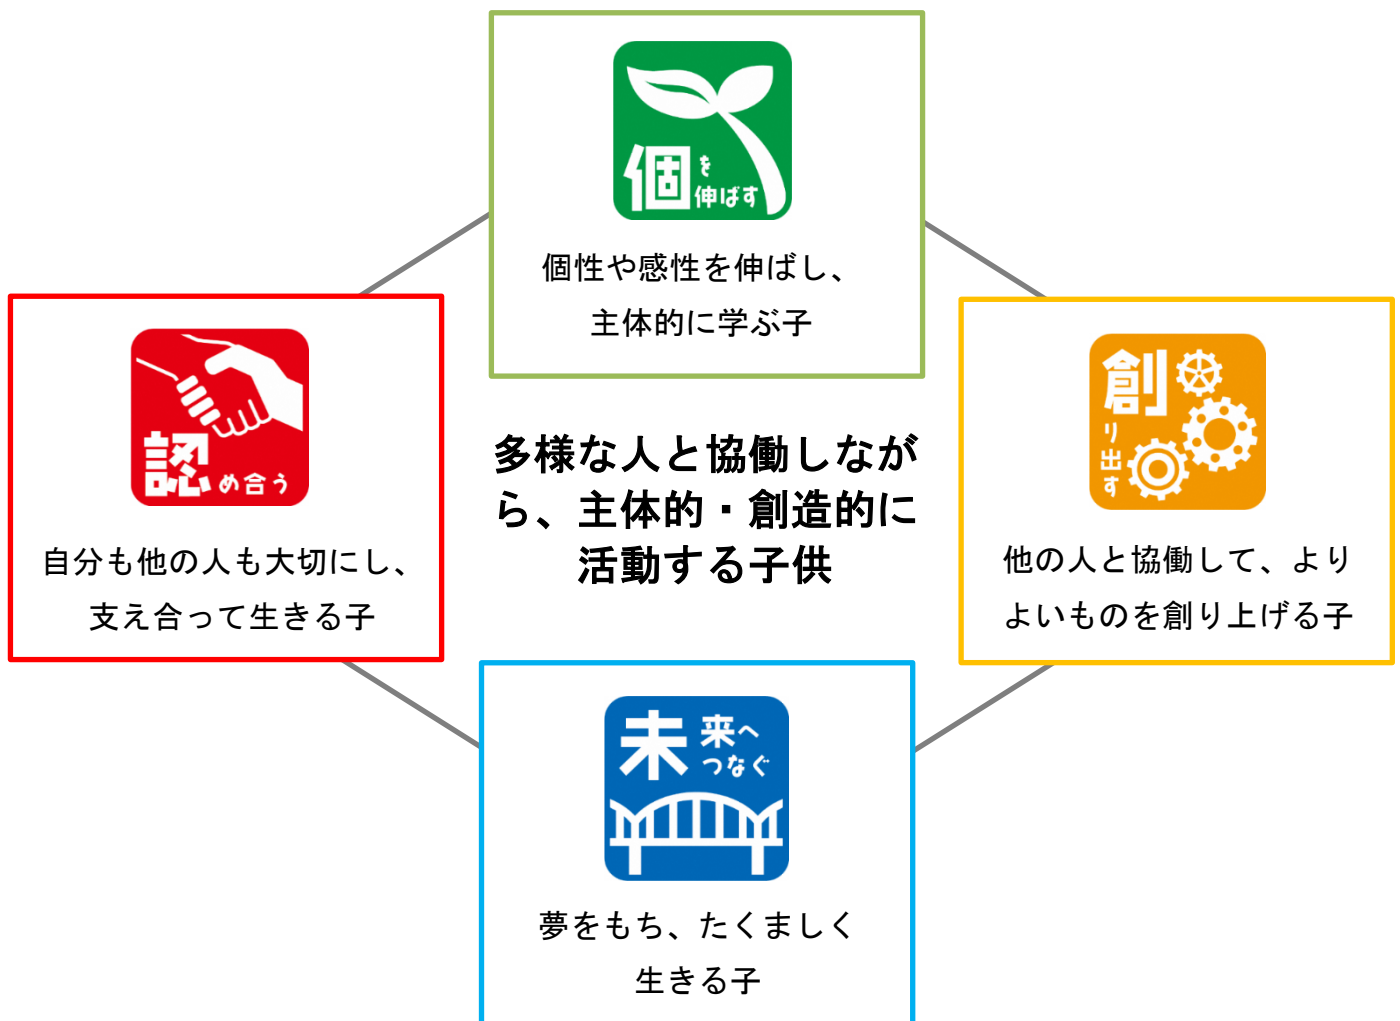 個を
伸ばす
個性や感性を伸ばし、
主体的に学ぶ子
認め合う
自分も他の人も大切にし、
支え合って生きる子
多様な人と協働しなが
ら、主体的・創造的に
活動する子供
創り出す
他の人と協働して、より
よいものを創り上げる子
未来へ
つなぐ
夢をもち、たくましく
生きる子